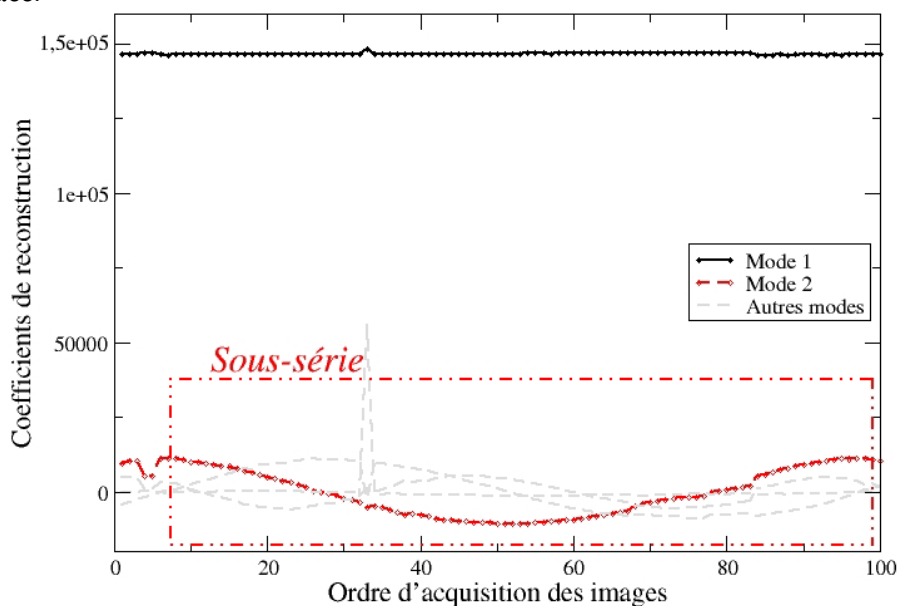 1,5e+05
1e+05
50000
0
Coefficients de reconstruction
Mode 1
Mode 2
Autres modes
Sous-série
0
20
40
60
80
100
Ordre d'acquisition des images